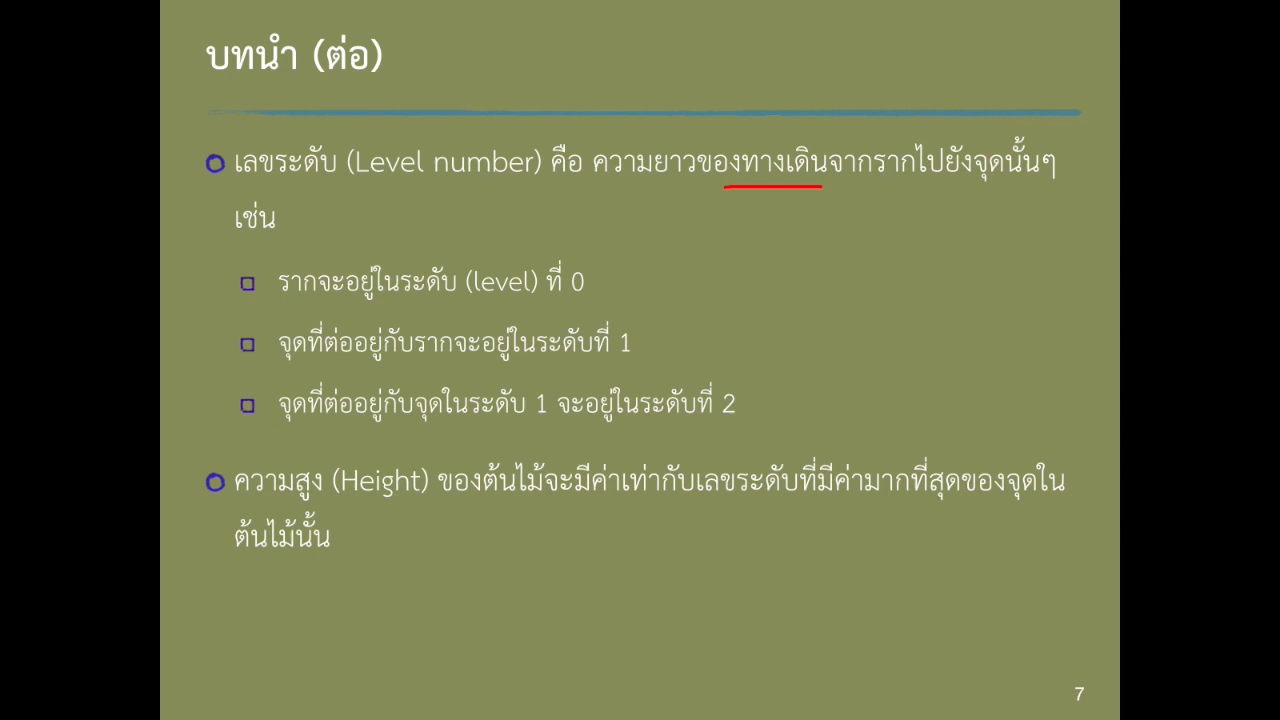 บทนำ (ต่อ)
เลขระดับ (Level number) คือ ความยาวของทางเดินจากรากไปยังจุดนั้นๆ
เช่น
รากจะอยู่ในระดับ (level) ที่ 0
จุดที่ต่ออยู่กับรากจะอยู่ในระดับที่ 1
จุดที่ต่ออยู่กับจุดในระดับ 1 จะอยู่ในระดับที่ 2
ความสูง (Height) ของต้นไม้จะมีค่าเท่ากับเลขระดับที่มีค่ามากที่สุดของจุดใน
ต้นไม้นั้น
7